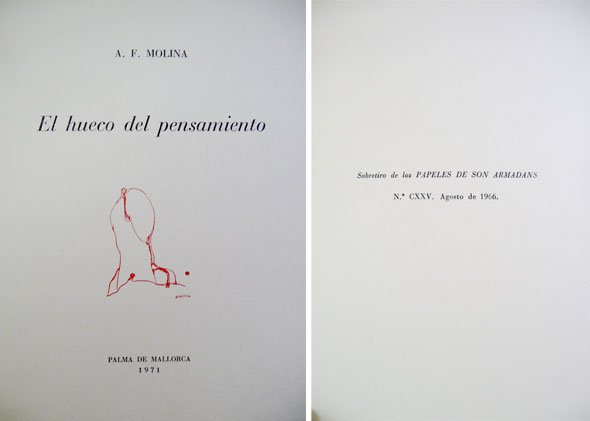 A. F. MOLINA
El hueco del pensamiento
PALMA DE MALLORCA
1971
Sobretiro de los PAPELES DE SON ARMADANS
N.º CXXV. Agosto de 1966.